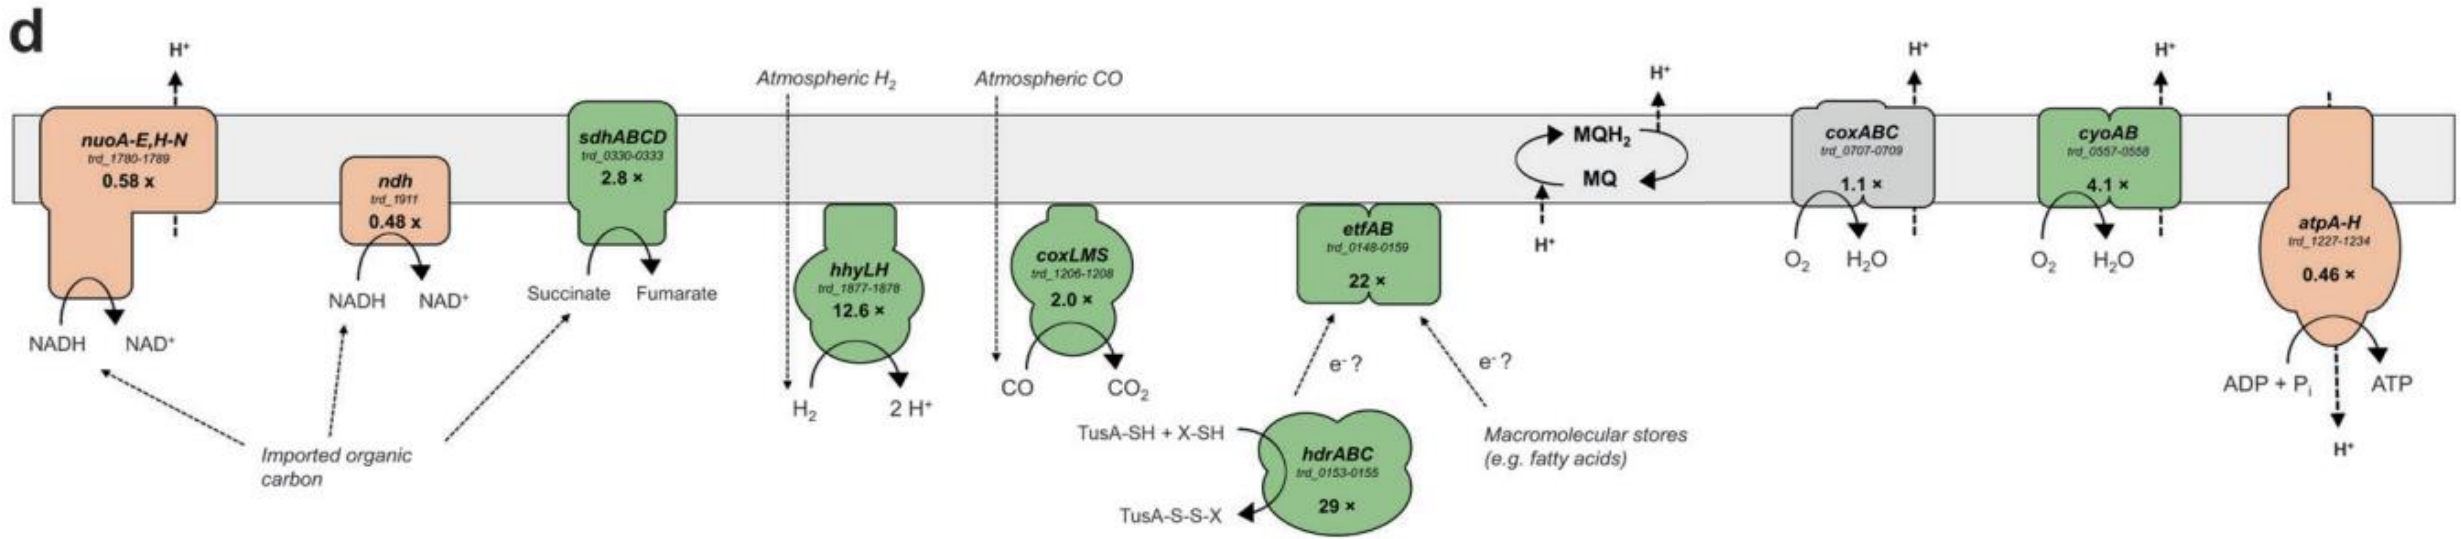 d
H⁺
nuoA-E,H-N
trd_1780-1789
0.58 x
NADH
NAD⁺
ndh
trd_1911
0.48 x
NADH
NAD⁺
Imported organic
carbon
sdhABCD
trd_0330-0333
2.8 ×
Succinate
Fumarate
Atmospheric H₂
hhyLH
trd_1877-1878
12.6 ×
H₂
2 H⁺
Atmospheric CO
coxLMS
trd_1206-1208
2.0 ×
CO
CO₂
etfAB
trd_0148-0159
22 ×
e⁻ ?
e⁻ ?
TusA-SH + X-SH
TusA-S-S-X
hdrABC
trd_0153-0155
29 ×
Macromolecular stores
(e.g. fatty acids)
H⁺
MQH₂
MQ
H⁺
H⁺
coxABC
trd_0707-0709
1.1 ×
O₂
H₂O
H⁺
cyoAB
trd_0557-0558
4.1 ×
O₂
H₂O
atpA-H
trd_1227-1234
0.46 ×
ADP + Pᵢ
ATP
H⁺